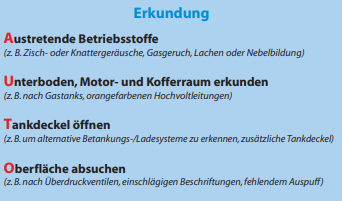 Erkundung
Austretende Betriebsstoffe
(z. B. Zisch- oder Knattergeräusche, Gasgeruch, Lachen oder Nebelbildung)
Unterboden, Motor- und Kofferraum erkunden
(z. B. nach Gastanks, orangefarbenen Hochvoltleitungen)
Tankdeckel öffnen
(z. B. um alternative Betankungs-/Ladesysteme zu erkennen, zusätzliche Tankdeckel)
Oberfläche absuchen
(z. B. nach Überdruckventilen, einschlägigen Beschriftungen, fehlendem Auspuff)